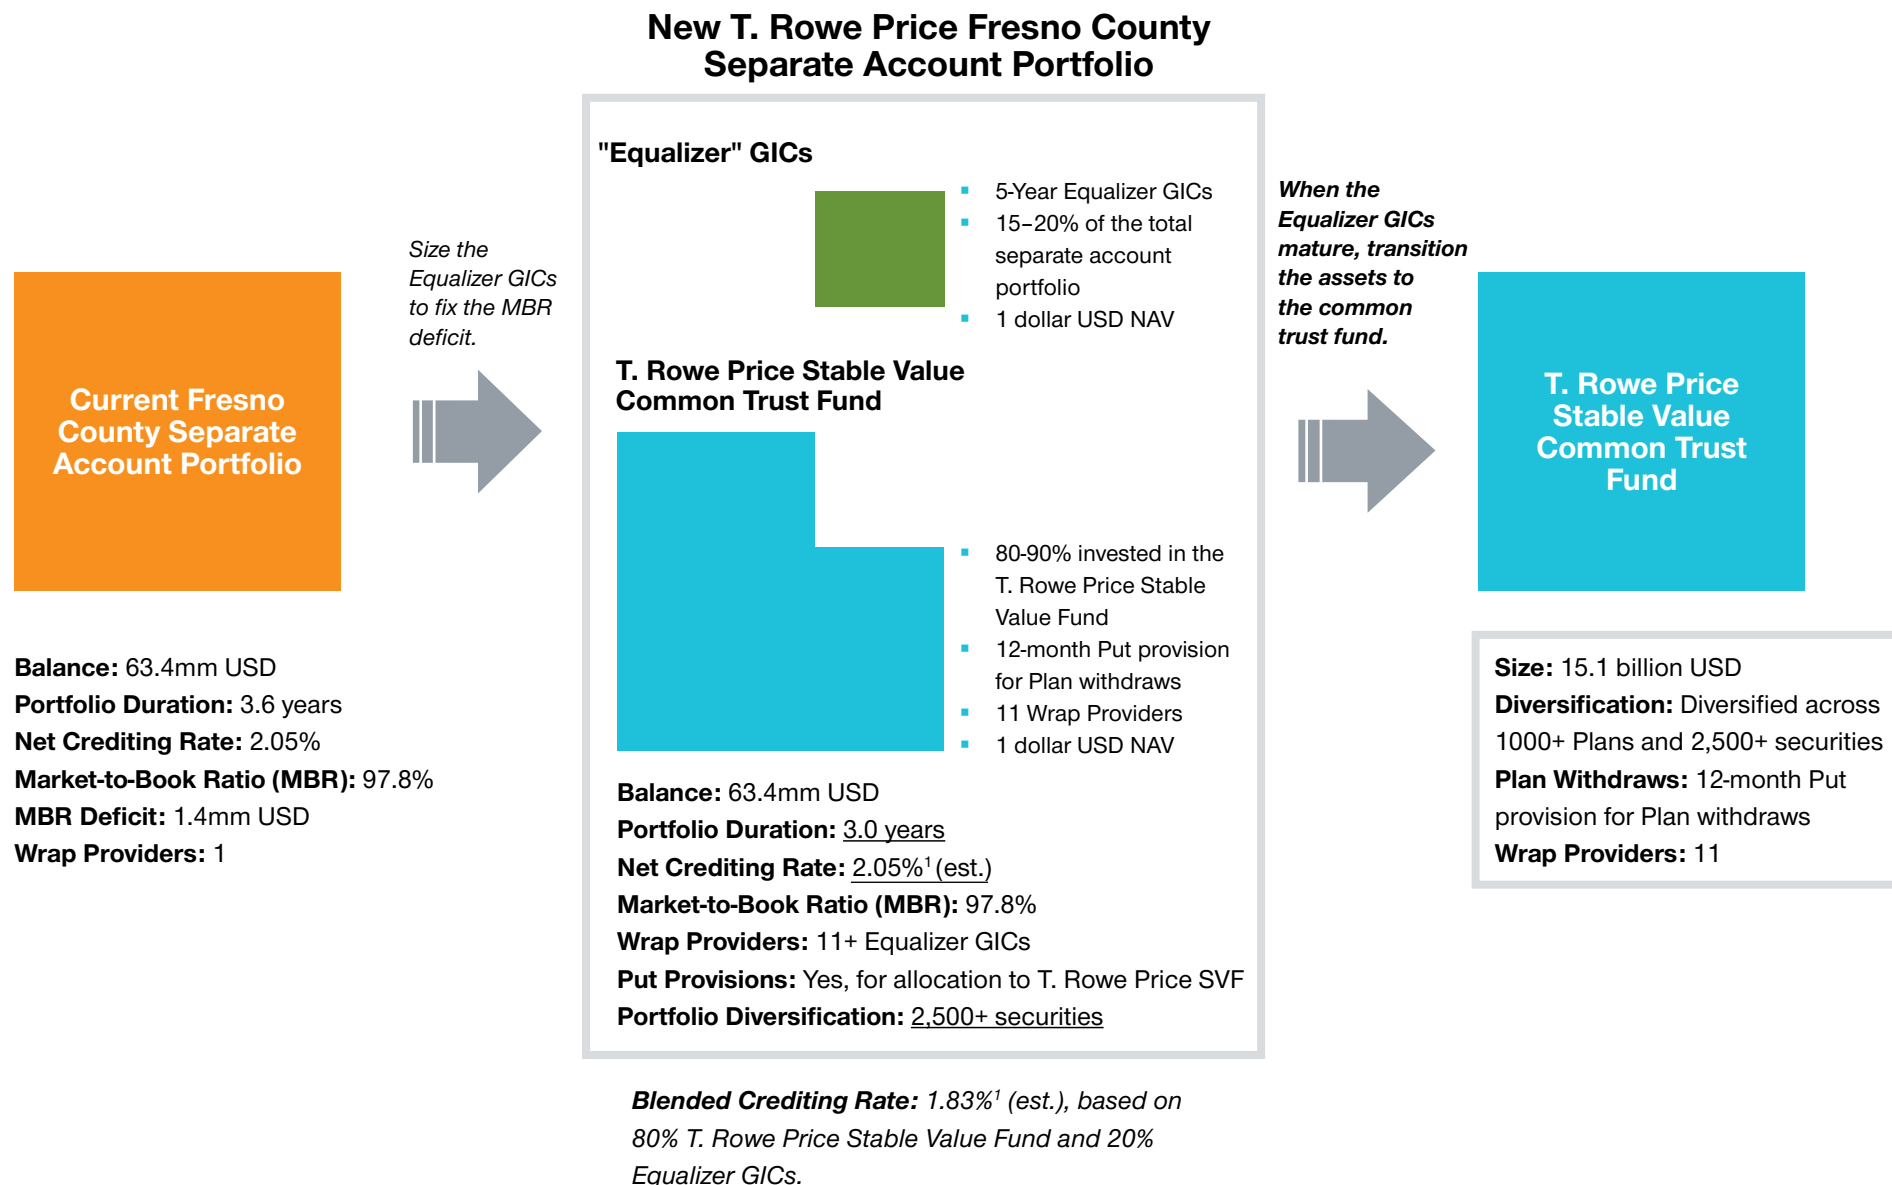 New T. Rowe Price Fresno County
Separate Account Portfolio
Current Fresno
County Separate
Account Portfolio
Balance: 63.4mm USD
Portfolio Duration: 3.6 years
Net Crediting Rate: 2.05%
Market-to-Book Ratio (MBR): 97.8%
MBR Deficit: 1.4mm USD
Wrap Providers: 1
Size the
Equalizer GICs
to fix the MBR
deficit.
"Equalizer" GICs
▪ 5-Year Equalizer GICs
▪ 15–20% of the total
separate account
portfolio
▪ 1 dollar USD NAV
T. Rowe Price Stable Value
Common Trust Fund
▪ 80-90% invested in the
T. Rowe Price Stable
Value Fund
▪ 12-month Put provision
for Plan withdraws
▪ 11 Wrap Providers
▪ 1 dollar USD NAV
Balance: 63.4mm USD
Portfolio Duration: 3.0 years
Net Crediting Rate: 2.05%¹ (est.)
Market-to-Book Ratio (MBR): 97.8%
Wrap Providers: 11+ Equalizer GICs
Put Provisions: Yes, for allocation to T. Rowe Price SVF
Portfolio Diversification: 2,500+ securities
Blended Crediting Rate: 1.83%¹ (est.), based on
80% T. Rowe Price Stable Value Fund and 20%
Equalizer GICs.
When the
Equalizer GICs
mature, transition
the assets to
the common
trust fund.
T. Rowe Price
Stable Value
Common Trust
Fund
Size: 15.1 billion USD
Diversification: Diversified across
1000+ Plans and 2,500+ securities
Plan Withdraws: 12-month Put
provision for Plan withdraws
Wrap Providers: 11